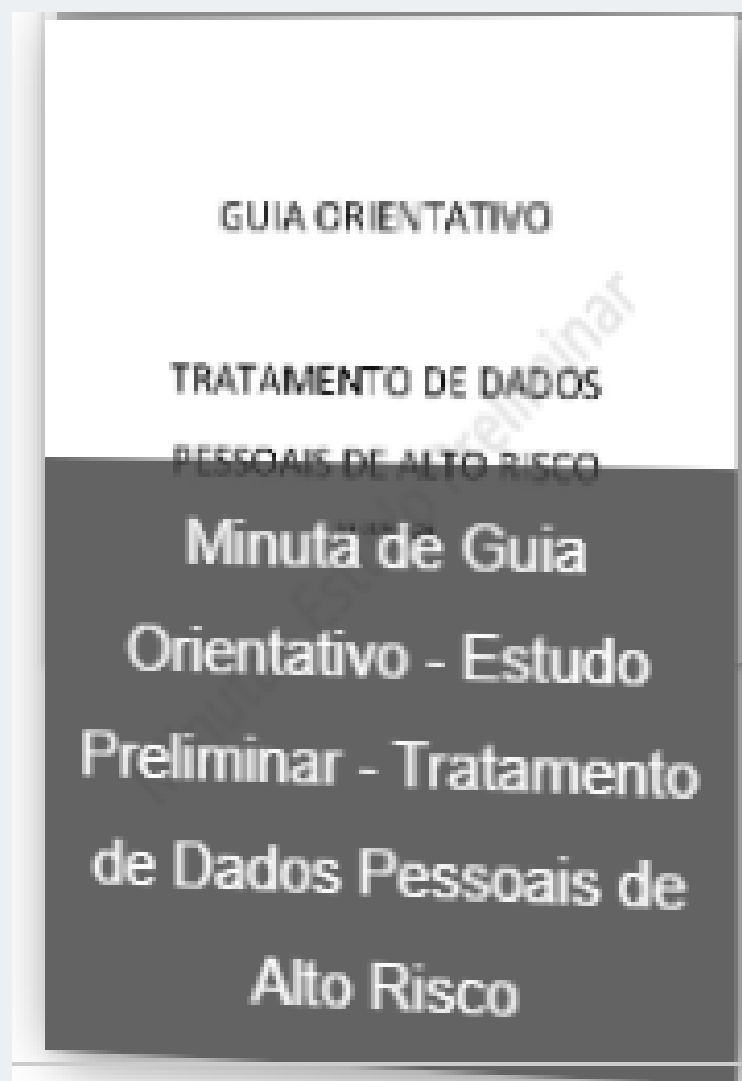 GUIA ORIENTATIVO
TRATAMENTO DE DADOS
PESSOAIS DE ALTO RISCO
Minuta de Guia
Orientativo - Estudo
Preliminar - Tratamento
de Dados Pessoais de
Alto Risco